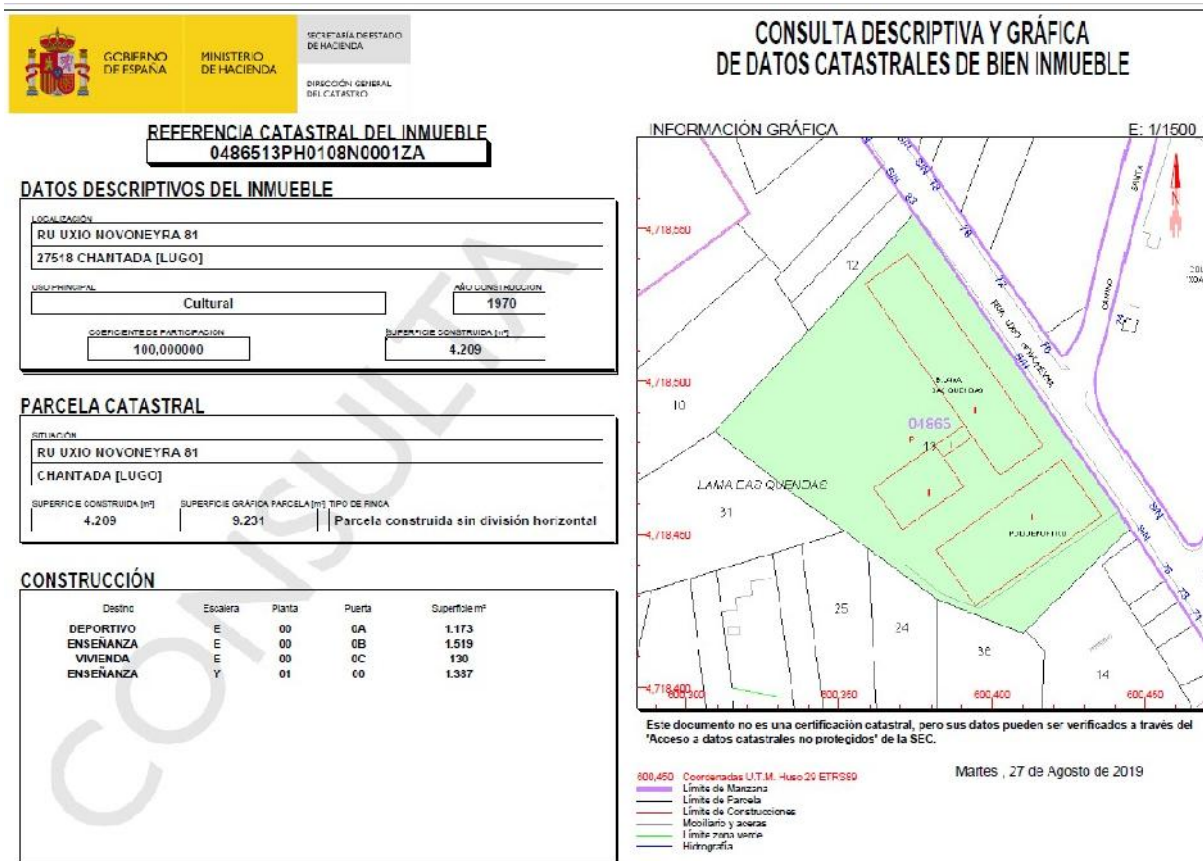 GOBIERNO
DE ESPAÑA
MINISTERIO
DE HACIENDA
SECRETARÍA DE ESTADO
DE HACIENDA
DIRECCIÓN GENERAL
DEL CATASTRO
CONSULTA DESCRIPTIVA Y GRÁFICA
DE DATOS CATASTRALES DE BIEN INMUEBLE
REFERENCIA CATASTRAL DEL INMUEBLE
0486513PH0108N0001ZA
DATOS DESCRIPTIVOS DEL INMUEBLE
LOCALIZACIÓN
RU UXIO NOVONEYRA 81
27518 CHANTADA [LUGO]
USO PRINCIPAL
Cultural
AÑO CONSTRUCCIÓN
1970
COEFICIENTE DE PARTICIPACIÓN
100,000000
SUPERFICIE CONSTRUIDA [m²]
4.209
PARCELA CATASTRAL
SITUACIÓN
RU UXIO NOVONEYRA 81
CHANTADA [LUGO]
SUPERFICIE CONSTRUIDA [m²] SUPERFICIE GRÁFICA PARCELA [m²] TIPO DE FINCA
4.209 9.231 Parcela construida sin división horizontal
CONSTRUCCIÓN
Destino Escalera Planta Puerta Superficie m²
DEPORTIVO E 00 0A 1.173
ENSEÑANZA E 00 0B 1.519
VIVIENDA E 00 0C 130
ENSEÑANZA Y 01 00 1.387
CONSULTA
INFORMACIÓN GRÁFICA E: 1/1500
4,718,550
4,718,500
4,718,450
4,718,400
600,300
600,350
600,400
600,450
S/N
83
S/N
78
72
70
S/N
SANTA
CAMINO
N
12
10
04865
13
P
I
LAMA DAS QUENDAS
31
25
24
36
14
S/N
S/N
75
73
71
Este documento no es una certificación catastral, pero sus datos pueden ser verificados a través del
'Acceso a datos catastrales no protegidos' de la SEC.
Martes , 27 de Agosto de 2019
600,450 Coordenadas U.T.M. Huso 29 ETRS89
Límite de Manzana
Límite de Parcela
Límite de Construcciones
Mobiliario y aceras
Límite zona verde
Hidrografía